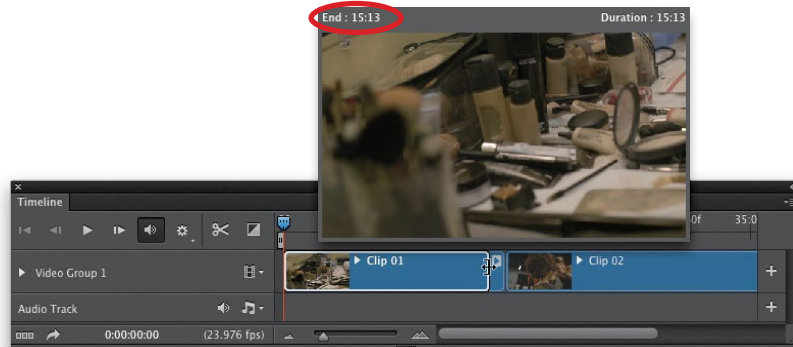 End : 15:13
Duration : 15:13
Timeline
0f
35:0
Video Group 1
Clip 01
Clip 02
Audio Track
0:00:00:00
(23.976 fps)